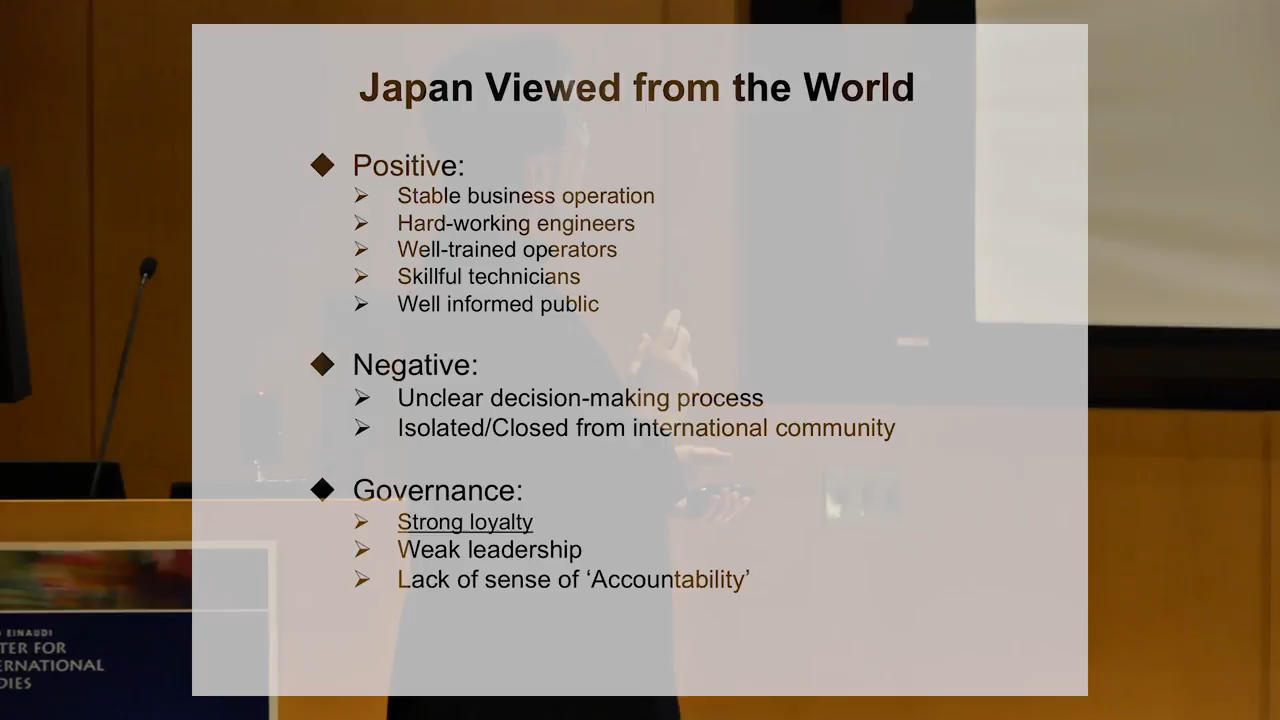 Japan Viewed from the World
Positive:
Stable business operation
Hard-working engineers
Well-trained operators
Skillful technicians
Well informed public
Negative:
Unclear decision-making process
Isolated/Closed from international community
Governance:
Strong loyalty
Weak leadership
Lack of sense of ‘Accountability’
EINAUDI
TER FOR
ERNATIONAL
DIES